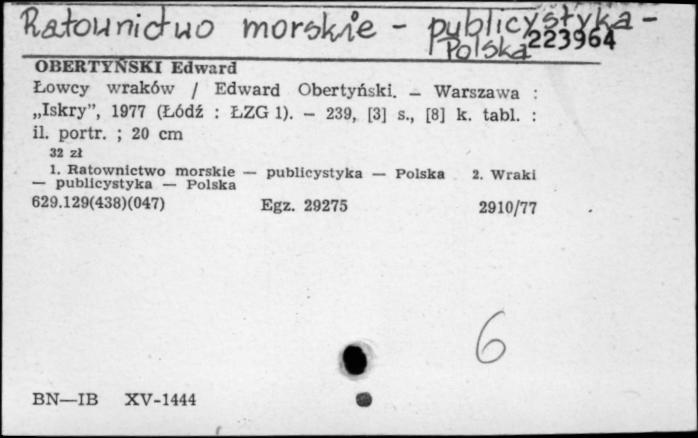 Ratownictwo morskie - publicystyka -
Polska 223964
OBERTYŃSKI Edward
Łowcy wraków / Edward Obertyński. — Warszawa :
„Iskry”, 1977 (Łódź : ŁZG 1). — 239, [3] s., [8] k. tabl. :
il. portr. ; 20 cm
32 zł
1. Ratownictwo morskie — publicystyka — Polska 2. Wraki
— publicystyka — Polska
629.129(438)(047) Egz. 29275 2910/77
6
BN—IB XV-1444